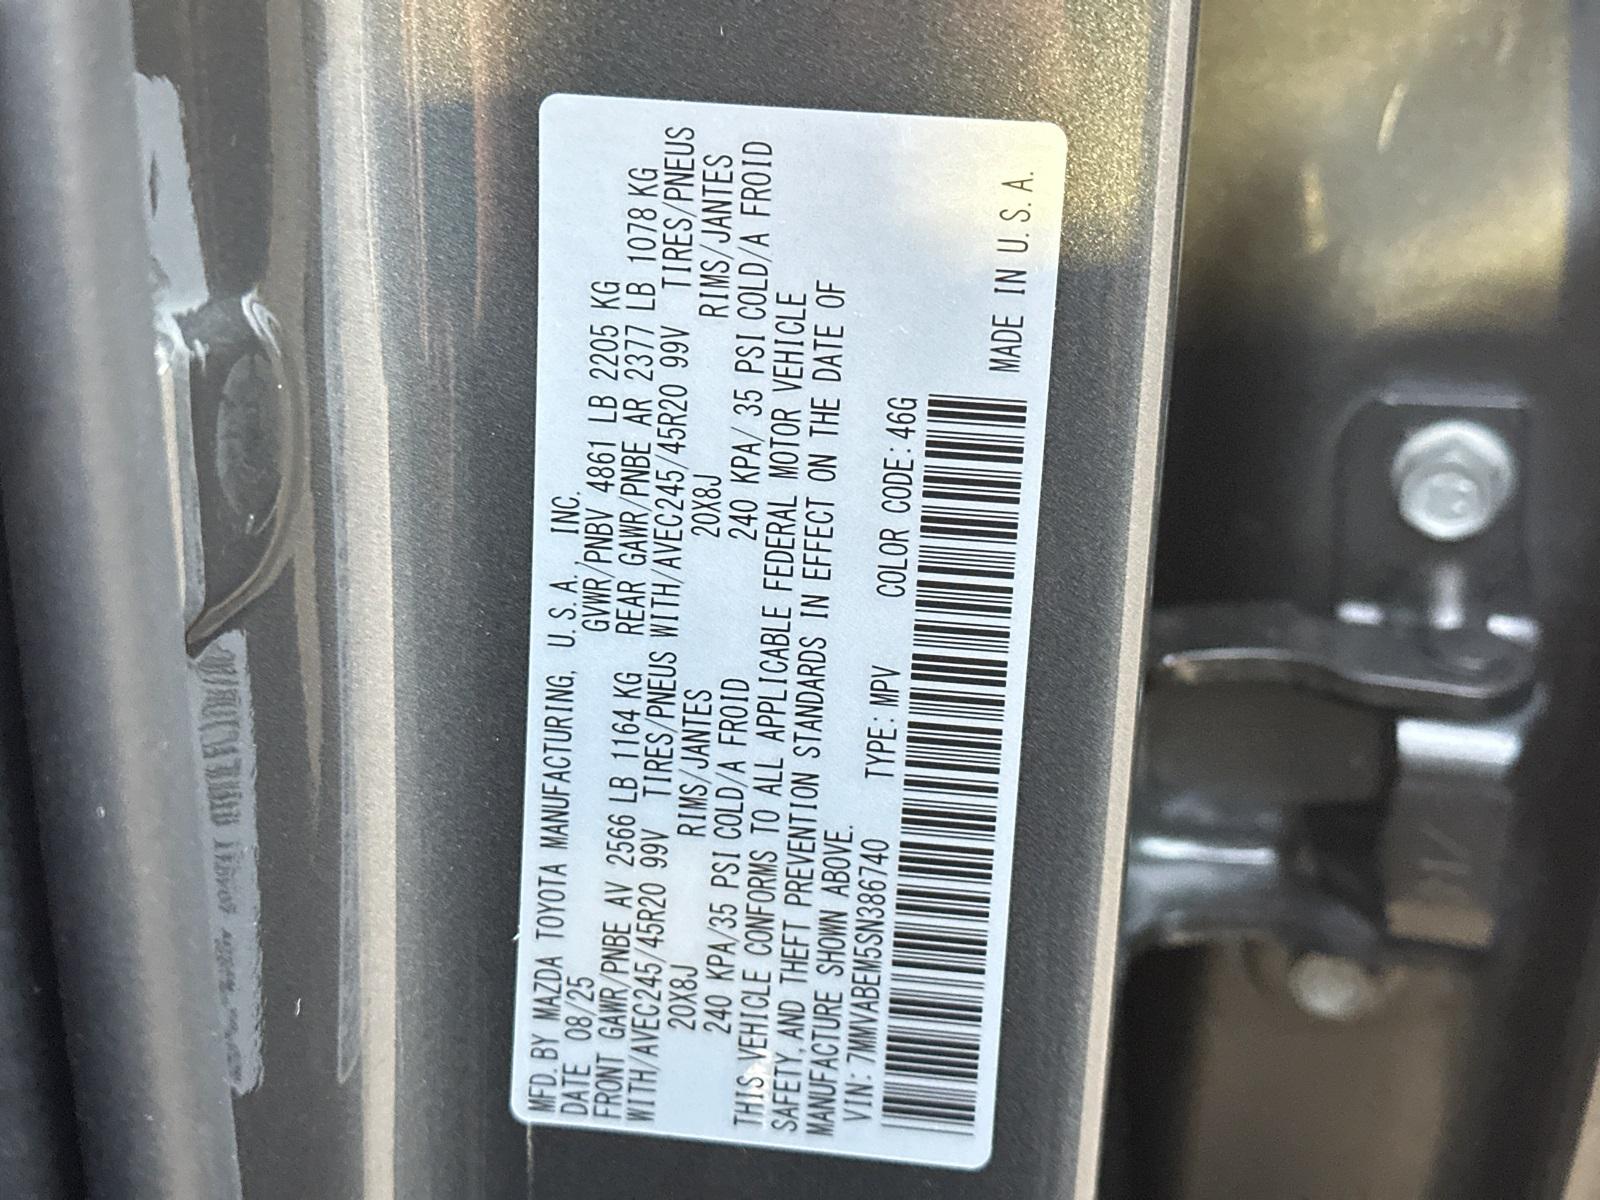 MFD. BY MAZDA TOYOTA MANUFACTURING, U.S.A., INC.
DATE 08/25 GVWR/PNBV 4861 LB 2205 KG
FRONT GAWR/PNBE AV 2566 LB 1164 KG REAR GAWR/PNBE AR 2377 LB 1078 KG
WITH/AVEC245/45R20 99V TIRES/PNEUS WITH/AVEC245/45R20 99V TIRES/PNEUS
20X8J RIMS/JANTES 20X8J RIMS/JANTES
240 KPA/35 PSI COLD/A FROID 240 KPA/ 35 PSI COLD/A FROID
THIS VEHICLE CONFORMS TO ALL APPLICABLE FEDERAL MOTOR VEHICLE
SAFETY, AND THEFT PREVENTION STANDARDS IN EFFECT ON THE DATE OF
MANUFACTURE SHOWN ABOVE.
VIN: 7MMVABEM5SN386740 TYPE: MPV COLOR CODE: 46G
MADE IN U.S.A.